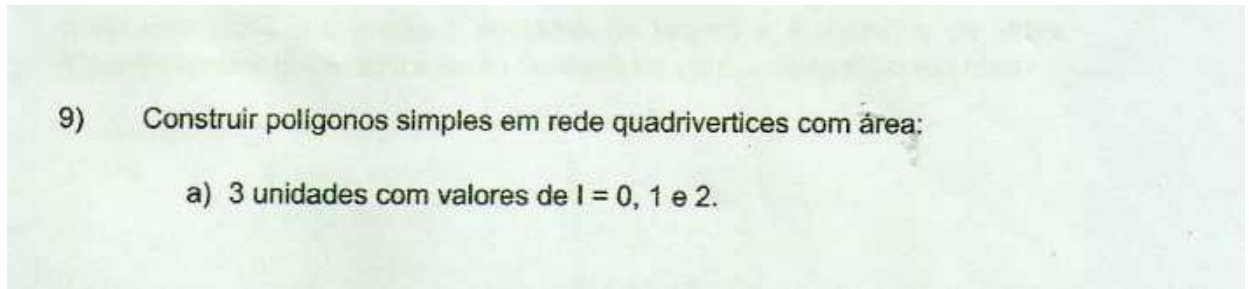 9) Construir polígonos simples em rede quadrivertices com área:
a) 3 unidades com valores de I = 0, 1 e 2.